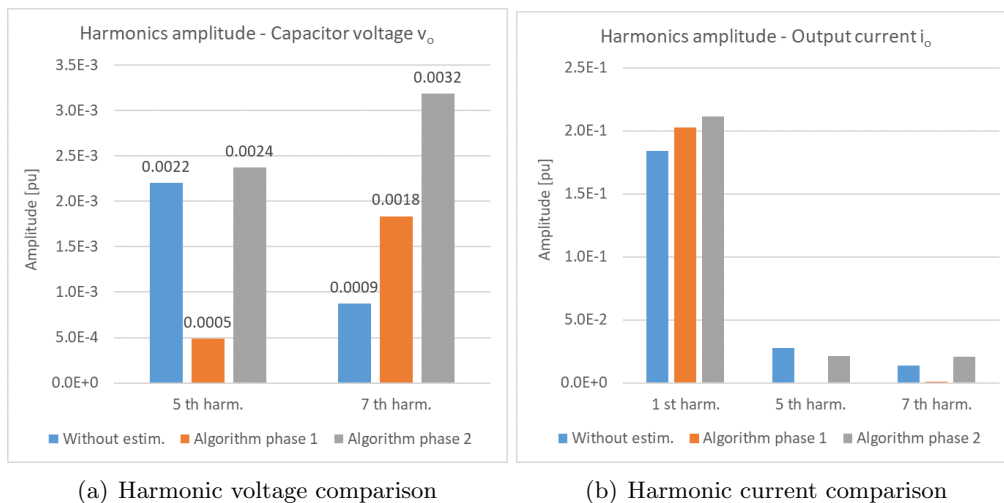 Harmonics amplitude - Capacitor voltage vₒ
3.5E-3
3.0E-3
2.5E-3
2.0E-3
1.5E-3
1.0E-3
5.0E-4
0.0E+0
Amplitude [pu]
0.0022
0.0005
0.0024
0.0009
0.0018
0.0032
5 th harm.
7 th harm.
Without estim.
Algorithm phase 1
Algorithm phase 2
(a) Harmonic voltage comparison
Harmonics amplitude - Output current iₒ
2.5E-1
2.0E-1
1.5E-1
1.0E-1
5.0E-2
0.0E+0
Amplitude [pu]
1 st harm.
5 th harm.
7 th harm.
Without estim.
Algorithm phase 1
Algorithm phase 2
(b) Harmonic current comparison